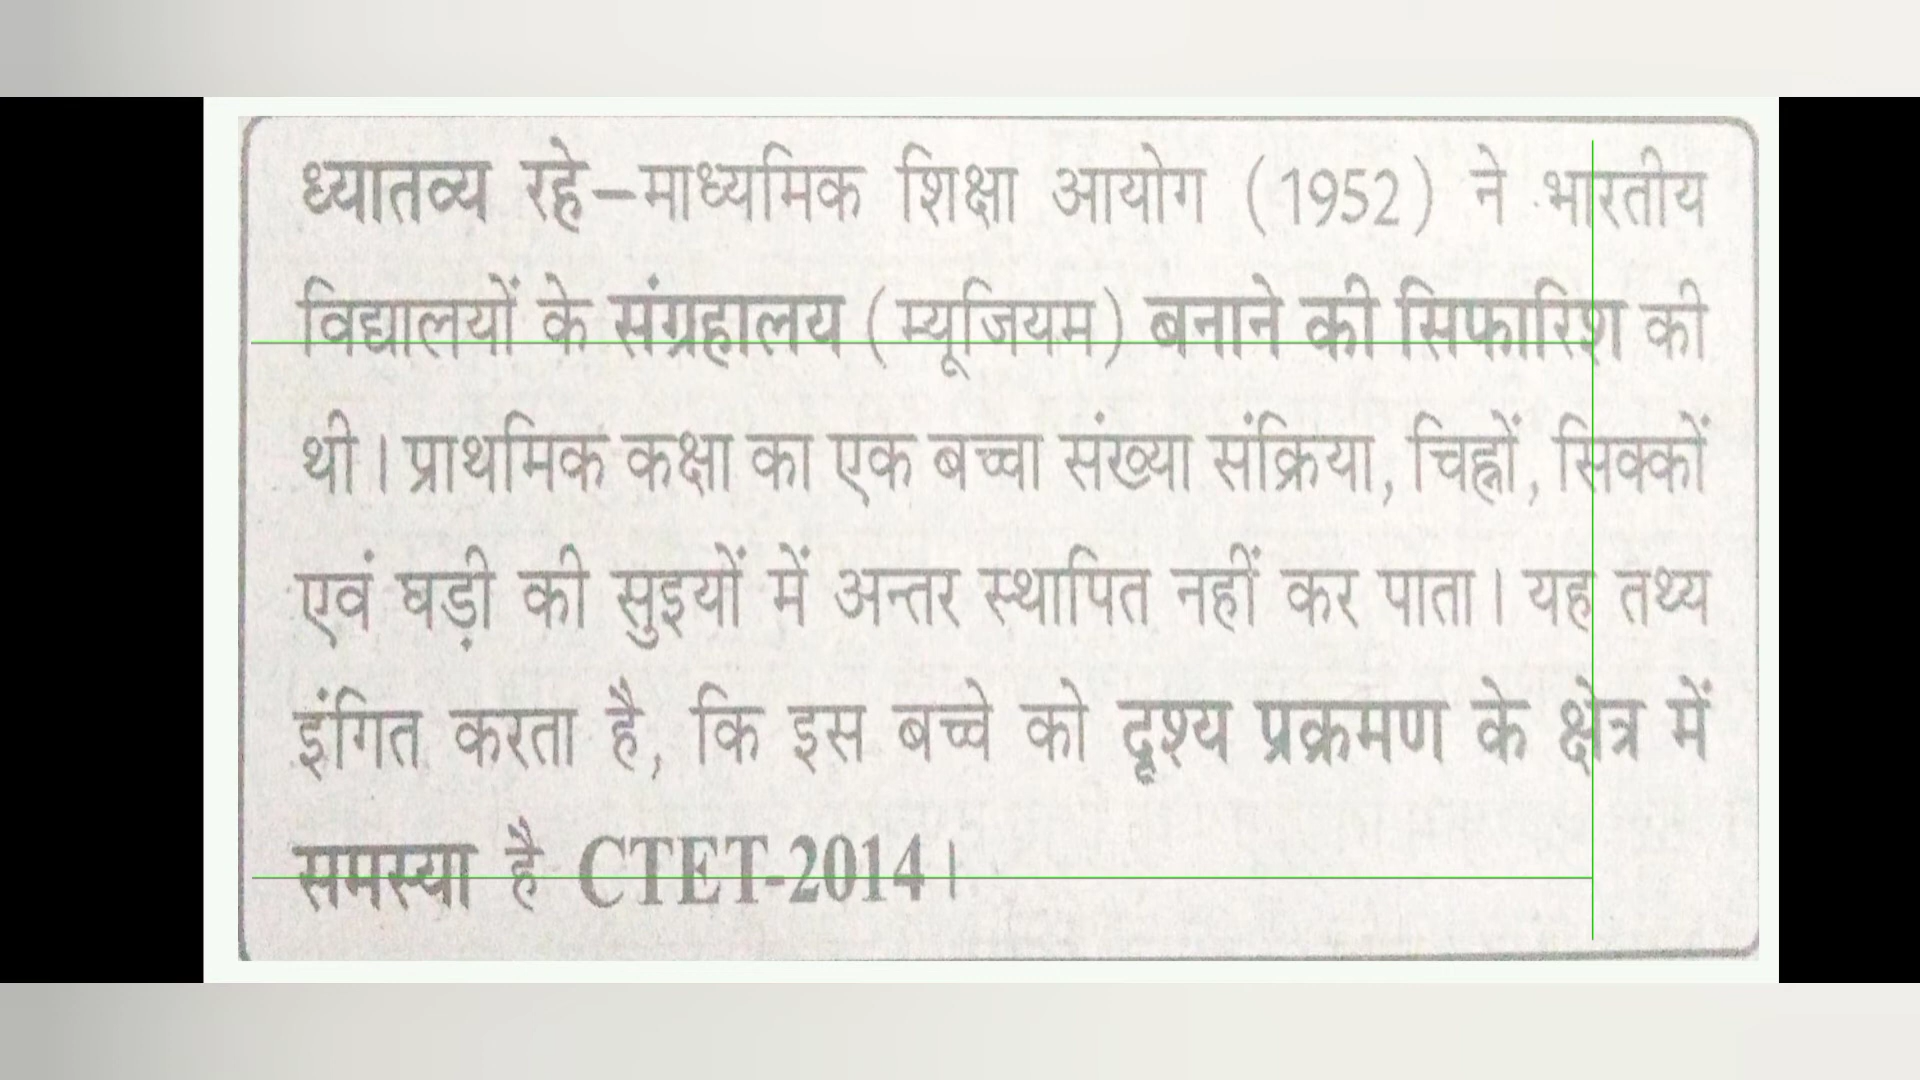 ध्यातव्य रहे–माध्यमिक शिक्षा आयोग (1952) ने भारतीय
विद्यालयों के संग्रहालय (म्यूजियम) बनाने की सिफारिश की
थी। प्राथमिक कक्षा का एक बच्चा संख्या संक्रिया, चिह्नों, सिक्कों
एवं घड़ी की सुइयों में अन्तर स्थापित नहीं कर पाता। यह तथ्य
इंगित करता है, कि इस बच्चे को दृश्य प्रक्रमण के क्षेत्र में
समस्या है CTET-2014।